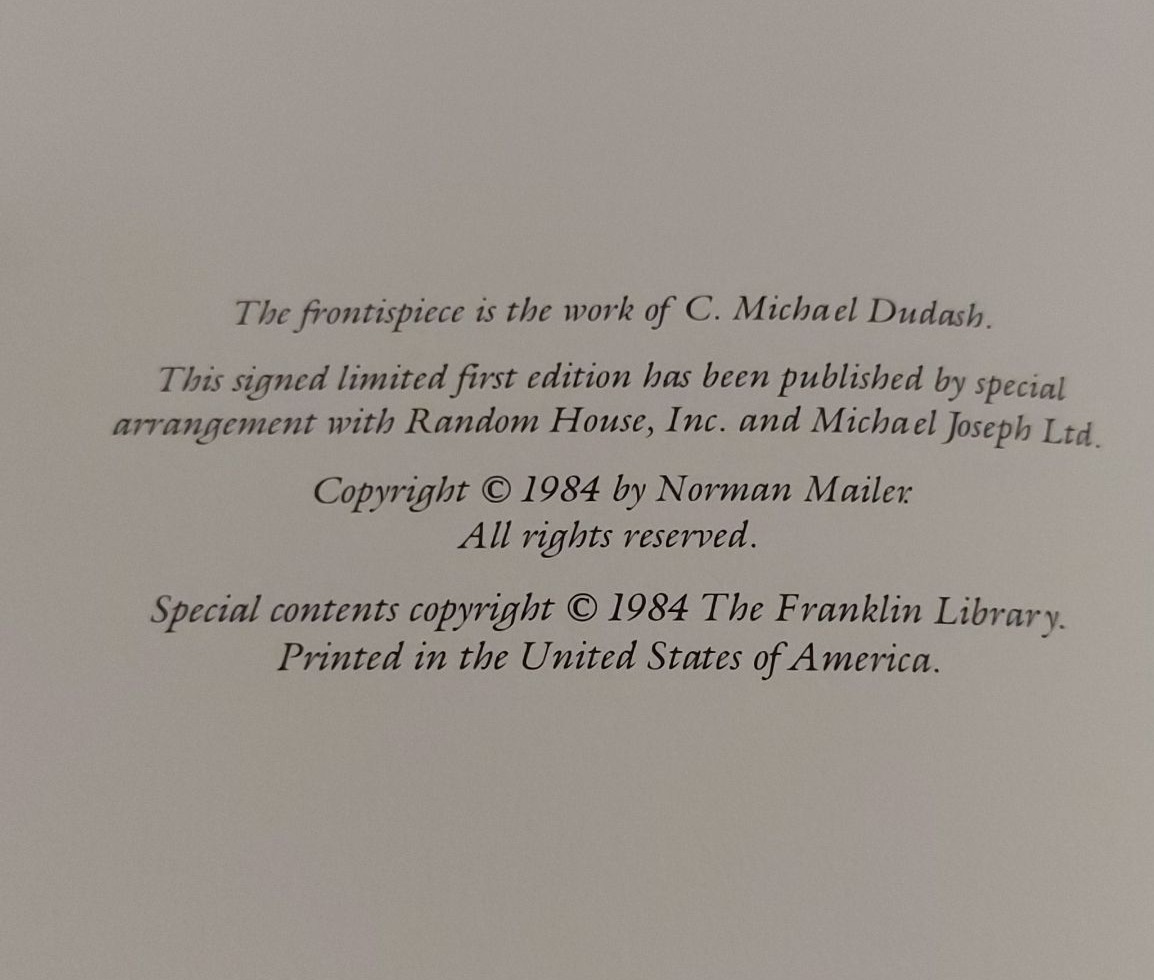 The frontispiece is the work of C. Michael Dudash.
This signed limited first edition has been published by special
arrangement with Random House, Inc. and Michael Joseph Ltd.
Copyright © 1984 by Norman Mailer.
All rights reserved.
Special contents copyright © 1984 The Franklin Library.
Printed in the United States of America.